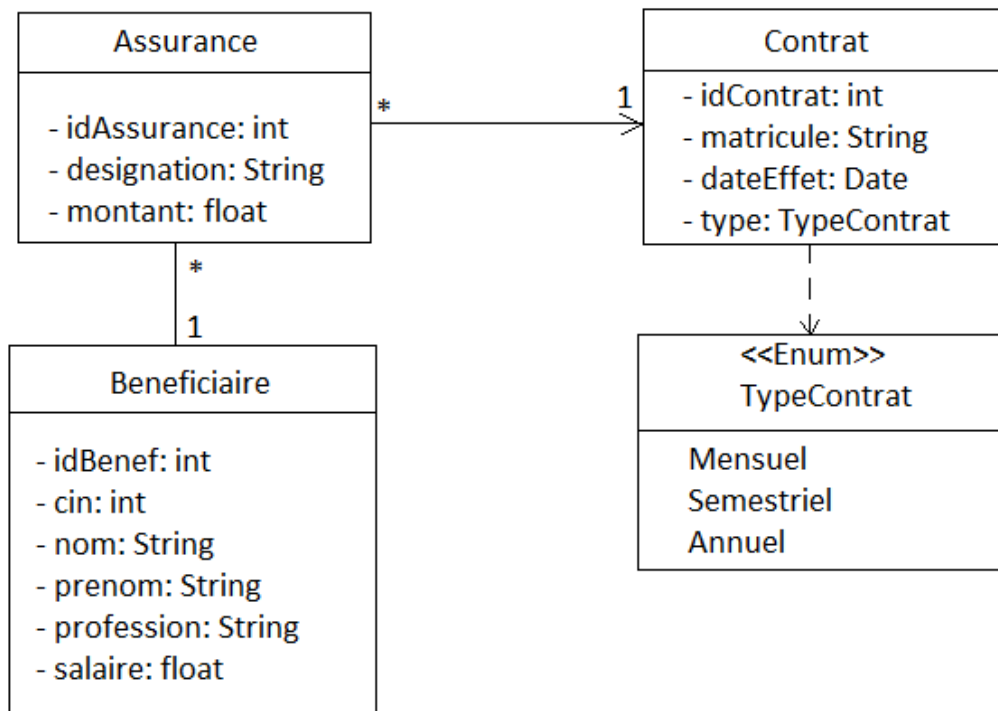 Assurance
- idAssurance: int
- designation: String
- montant: float
*
1
Contrat
- idContrat: int
- matricule: String
- dateEffet: Date
- type: TypeContrat
*
1
Beneficiaire
- idBenef: int
- cin: int
- nom: String
- prenom: String
- profession: String
- salaire: float
<<Enum>>
TypeContrat
Mensuel
Semestriel
Annuel